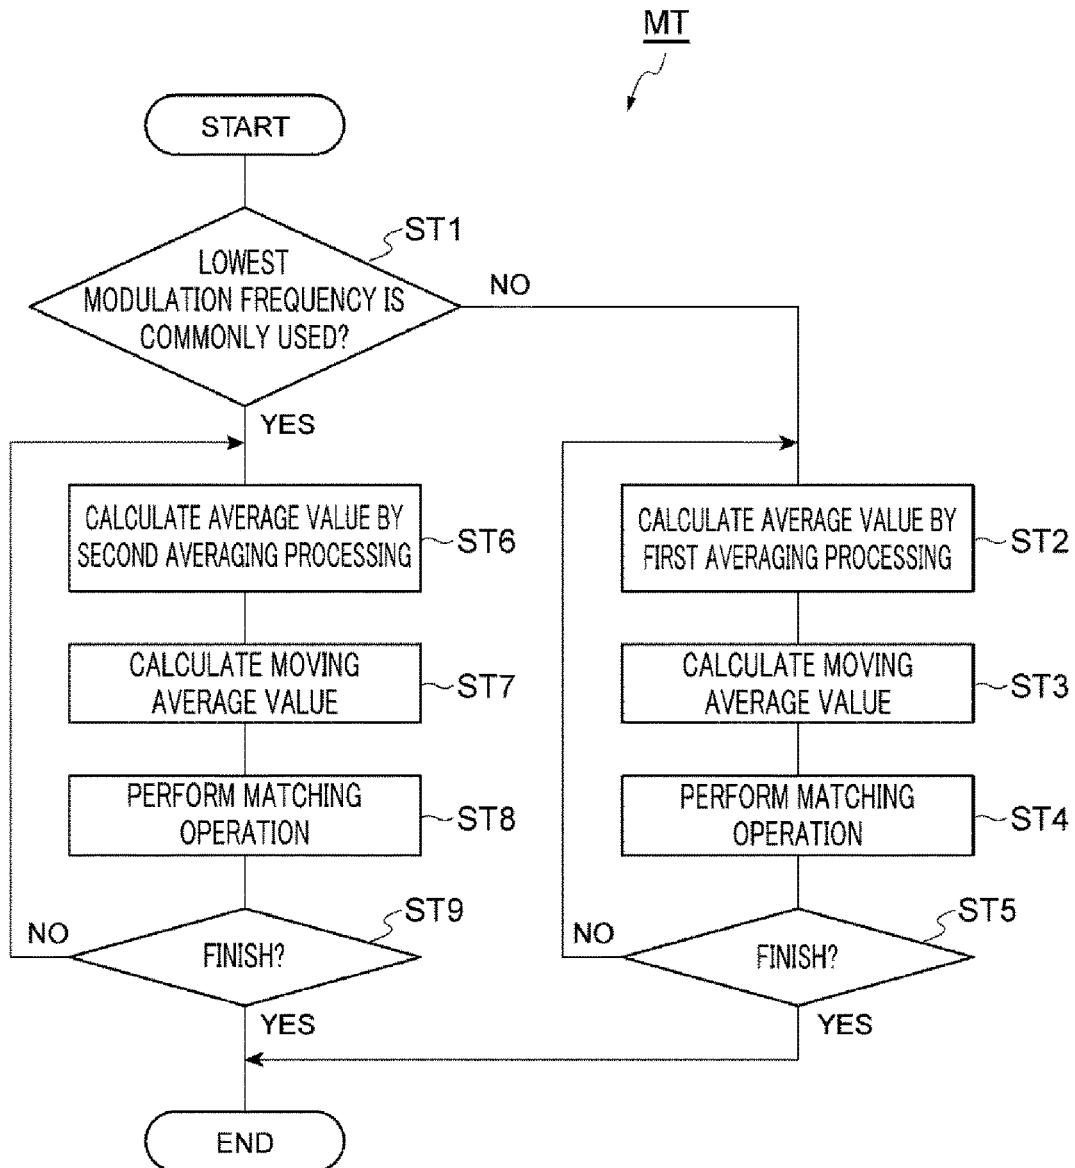 MT
START
ST1
LOWEST
MODULATION FREQUENCY IS
COMMONLY USED?
NO
YES
CALCULATE AVERAGE VALUE BY
SECOND AVERAGING PROCESSING
ST6
CALCULATE MOVING
AVERAGE VALUE
ST7
PERFORM MATCHING
OPERATION
ST8
ST9
NO
FINISH?
YES
CALCULATE AVERAGE VALUE BY
FIRST AVERAGING PROCESSING
ST2
CALCULATE MOVING
AVERAGE VALUE
ST3
PERFORM MATCHING
OPERATION
ST4
ST5
NO
FINISH?
YES
END